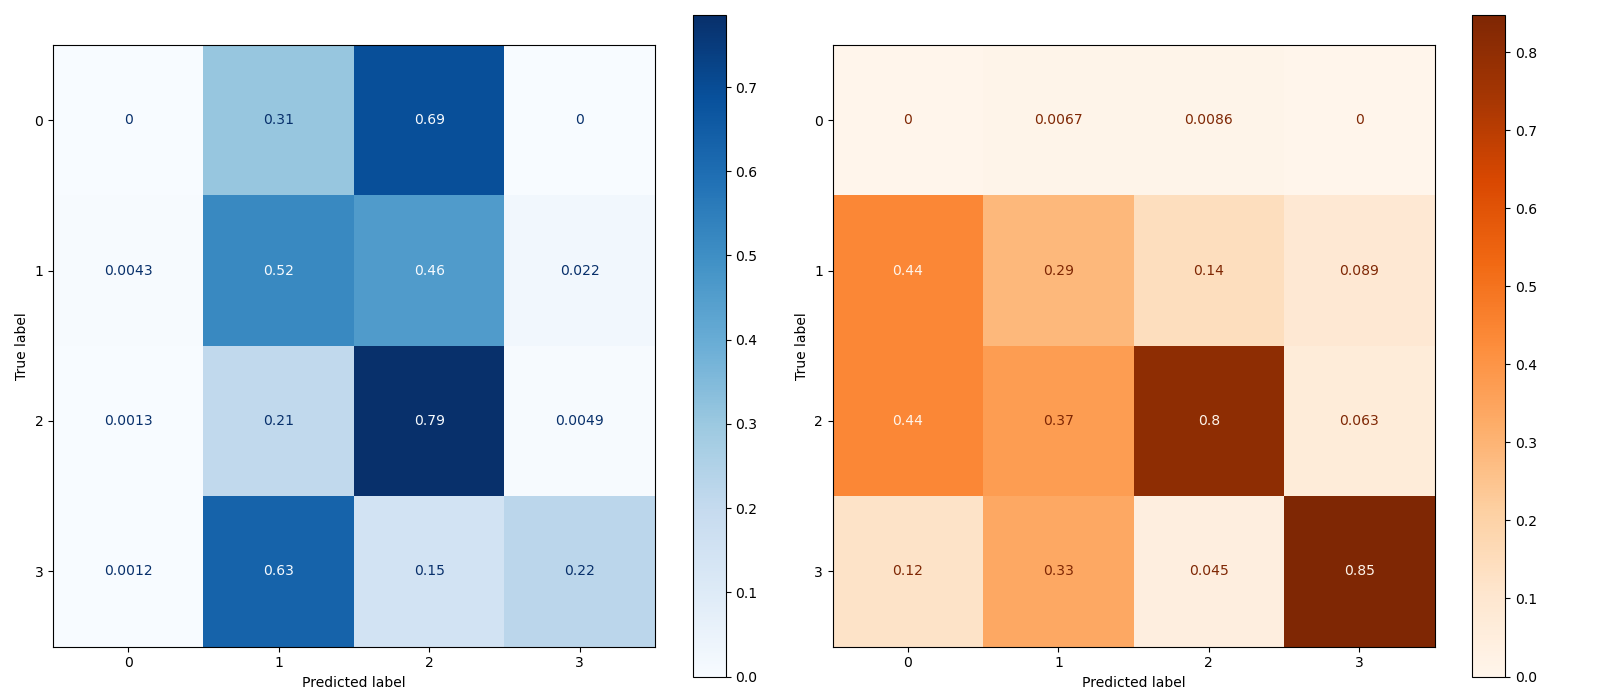 0 0 0.31 0.69 0
1 0.0043 0.52 0.46 0.022
2 0.0013 0.21 0.79 0.0049
3 0.0012 0.63 0.15 0.22
0 1 2 3
True label
Predicted label
0.7
0.6
0.5
0.4
0.3
0.2
0.1
0.0
0 0 0.0067 0.0086 0
1 0.44 0.29 0.14 0.089
2 0.44 0.37 0.8 0.063
3 0.12 0.33 0.045 0.85
0 1 2 3
True label
Predicted label
0.8
0.7
0.6
0.5
0.4
0.3
0.2
0.1
0.0